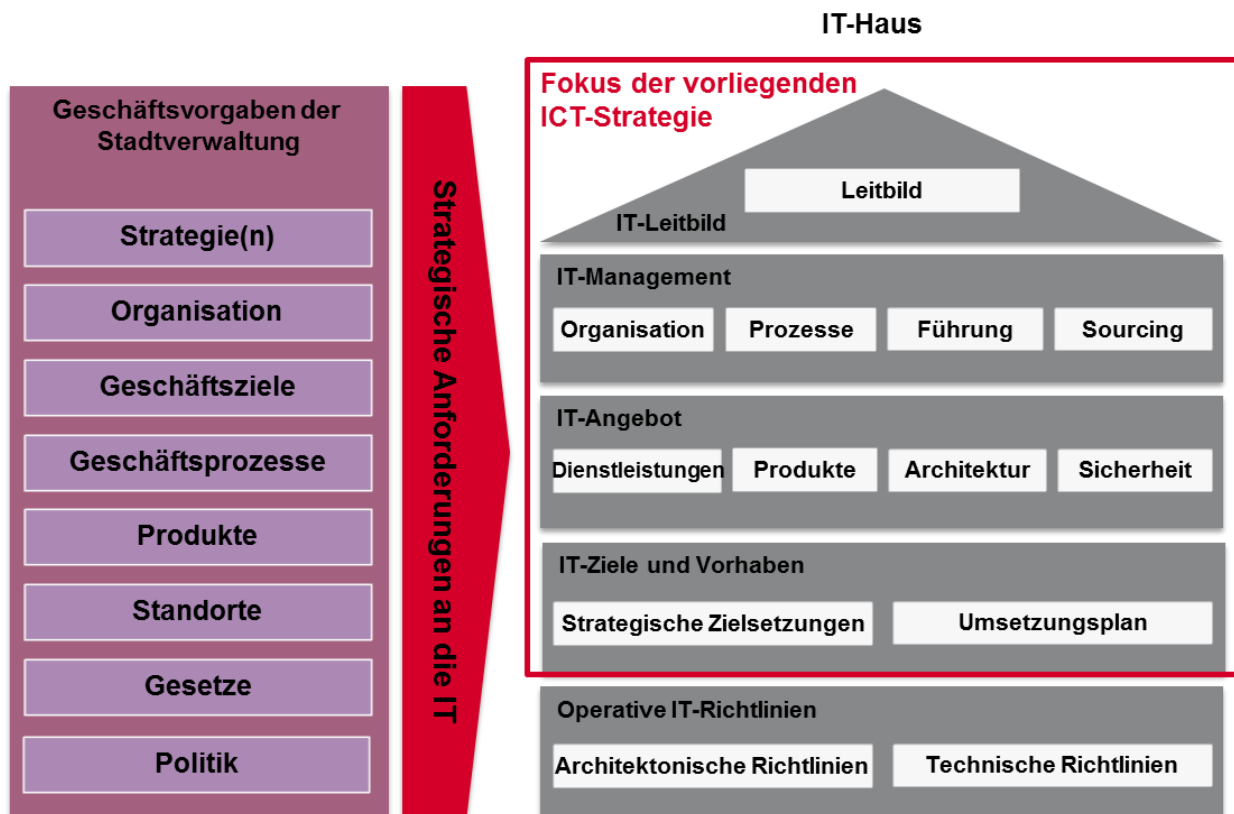 IT-Haus
Geschäftsvorgaben der
Stadtverwaltung
Strategie(n)
Organisation
Geschäftsziele
Geschäftsprozesse
Produkte
Standorte
Gesetze
Politik
Strategische Anforderungen an die IT
Fokus der vorliegenden
ICT-Strategie
Leitbild
IT-Leitbild
IT-Management
Organisation
Prozesse
Führung
Sourcing
IT-Angebot
Dienstleistungen
Produkte
Architektur
Sicherheit
IT-Ziele und Vorhaben
Strategische Zielsetzungen
Umsetzungsplan
Operative IT-Richtlinien
Architektonische Richtlinien
Technische Richtlinien